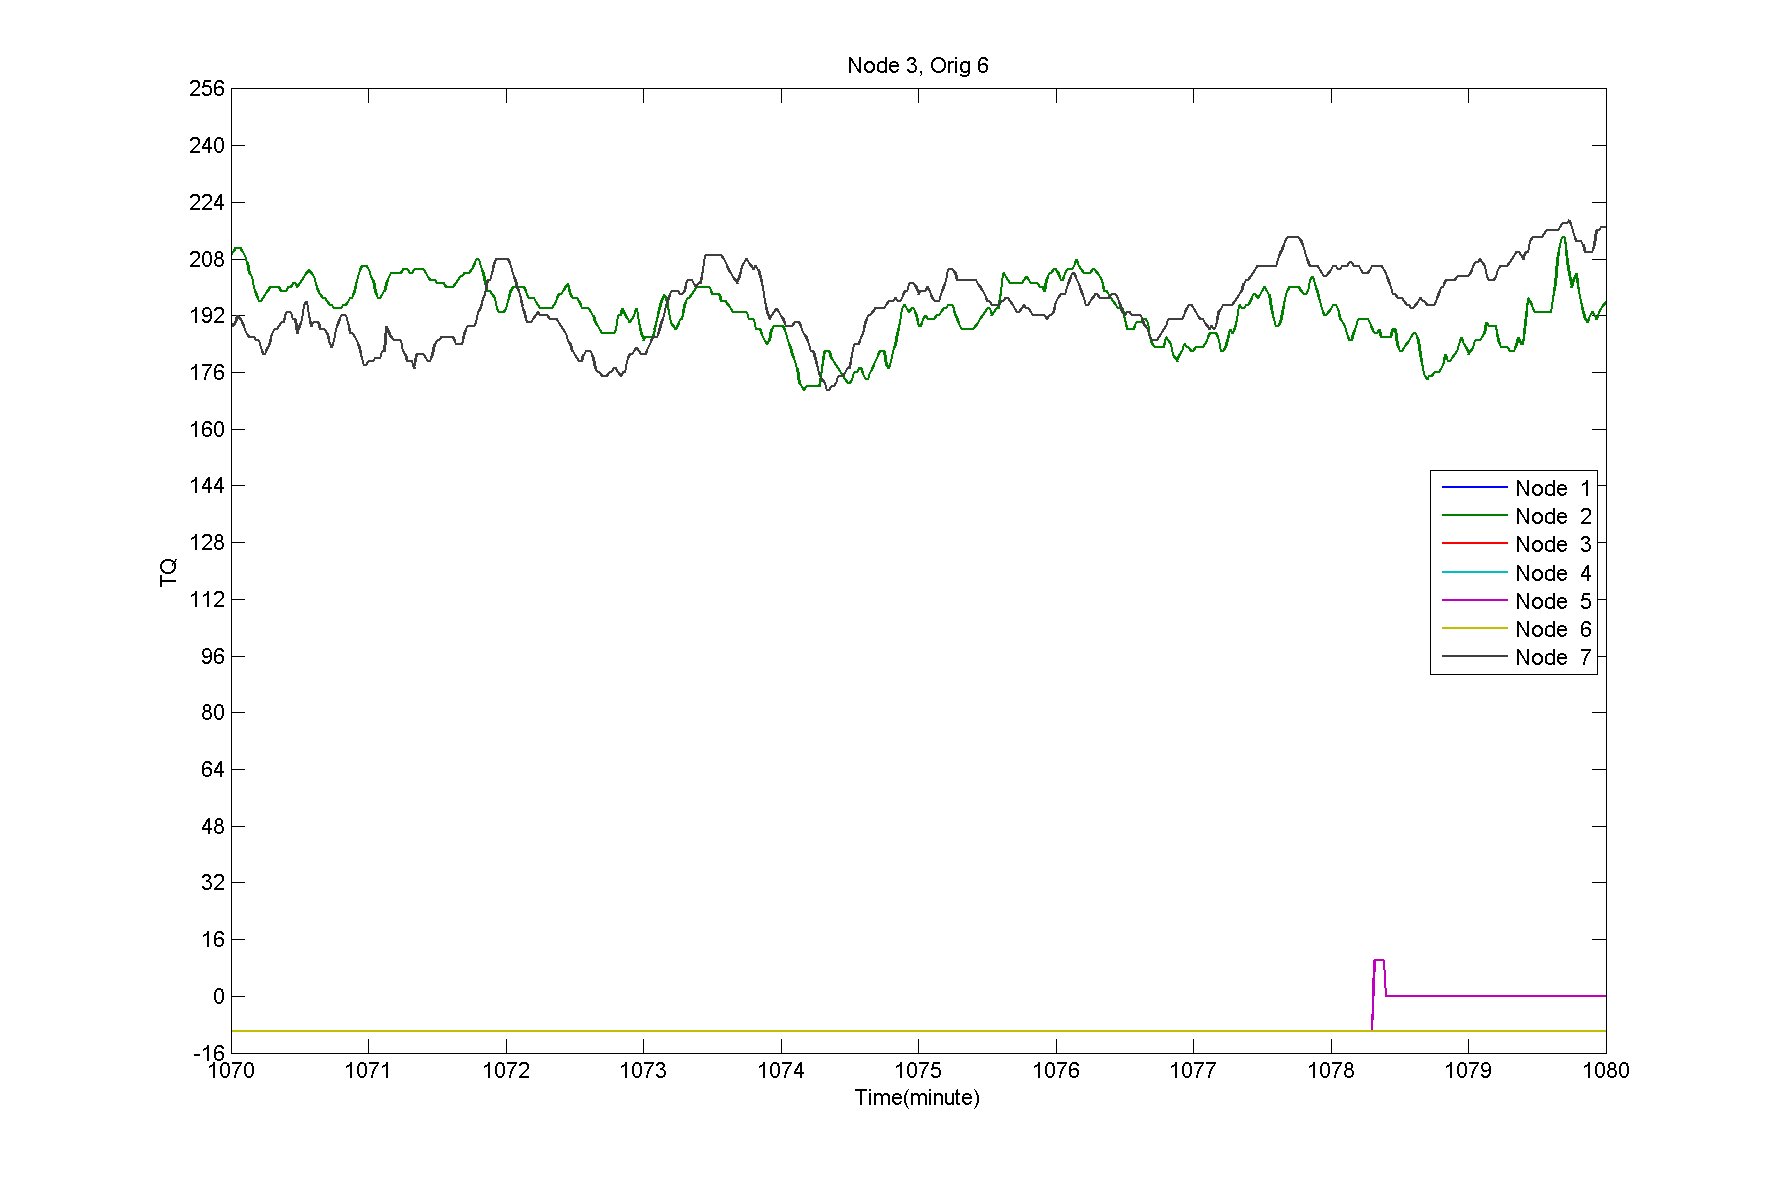 Node 3, Orig 6
256
240
224
208
192
176
160
144
128
112
96
80
64
48
32
16
0
-16
TQ
Node 1
Node 2
Node 3
Node 4
Node 5
Node 6
Node 7
1070 1071 1072 1073 1074 1075 1076 1077 1078 1079 1080
Time(minute)